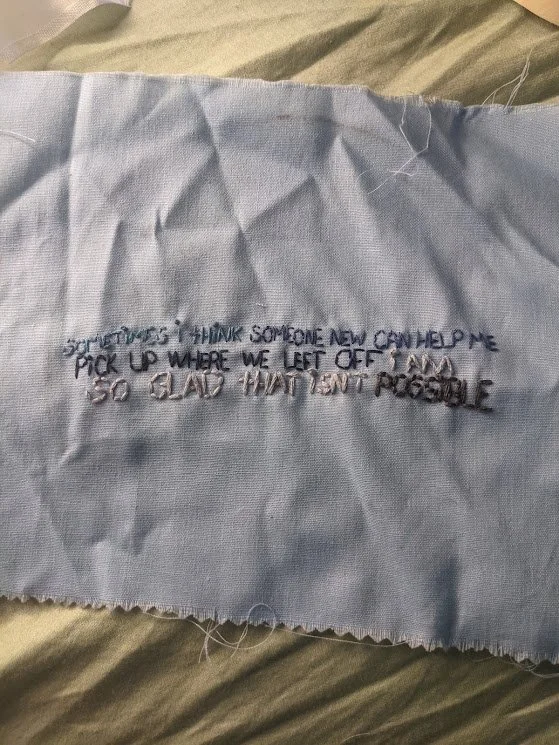 SOMETiMES i THiNK SOMEONE NEW CAN HELP ME
PiCK UP WHERE WE LEFT OFF i AM
SO GLAD THAT iSN'T POSSIBLE